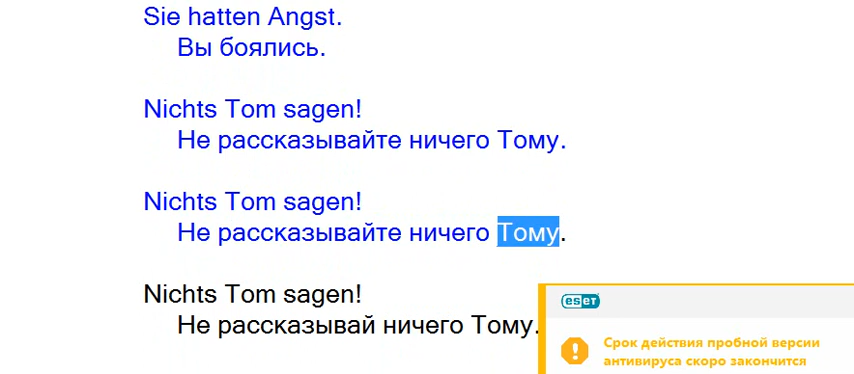 Sie hatten Angst.
Вы боялись.
Nichts Tom sagen!
Не рассказывайте ничего Тому.
Nichts Tom sagen!
Не рассказывайте ничего Тому.
Nichts Tom sagen!
Не рассказывай ничего Тому.
eset
Срок действия пробной версии
антивируса скоро закончится